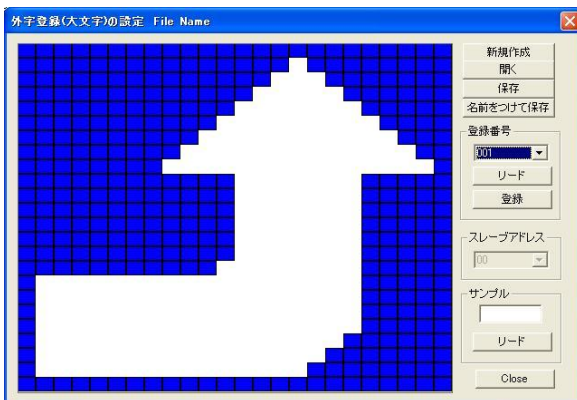 外字登録(大文字)の設定 File Name
新規作成
開く
保存
名前をつけて保存
登録番号
001
リード
登録
スレーブアドレス
00
サンプル
リード
Close